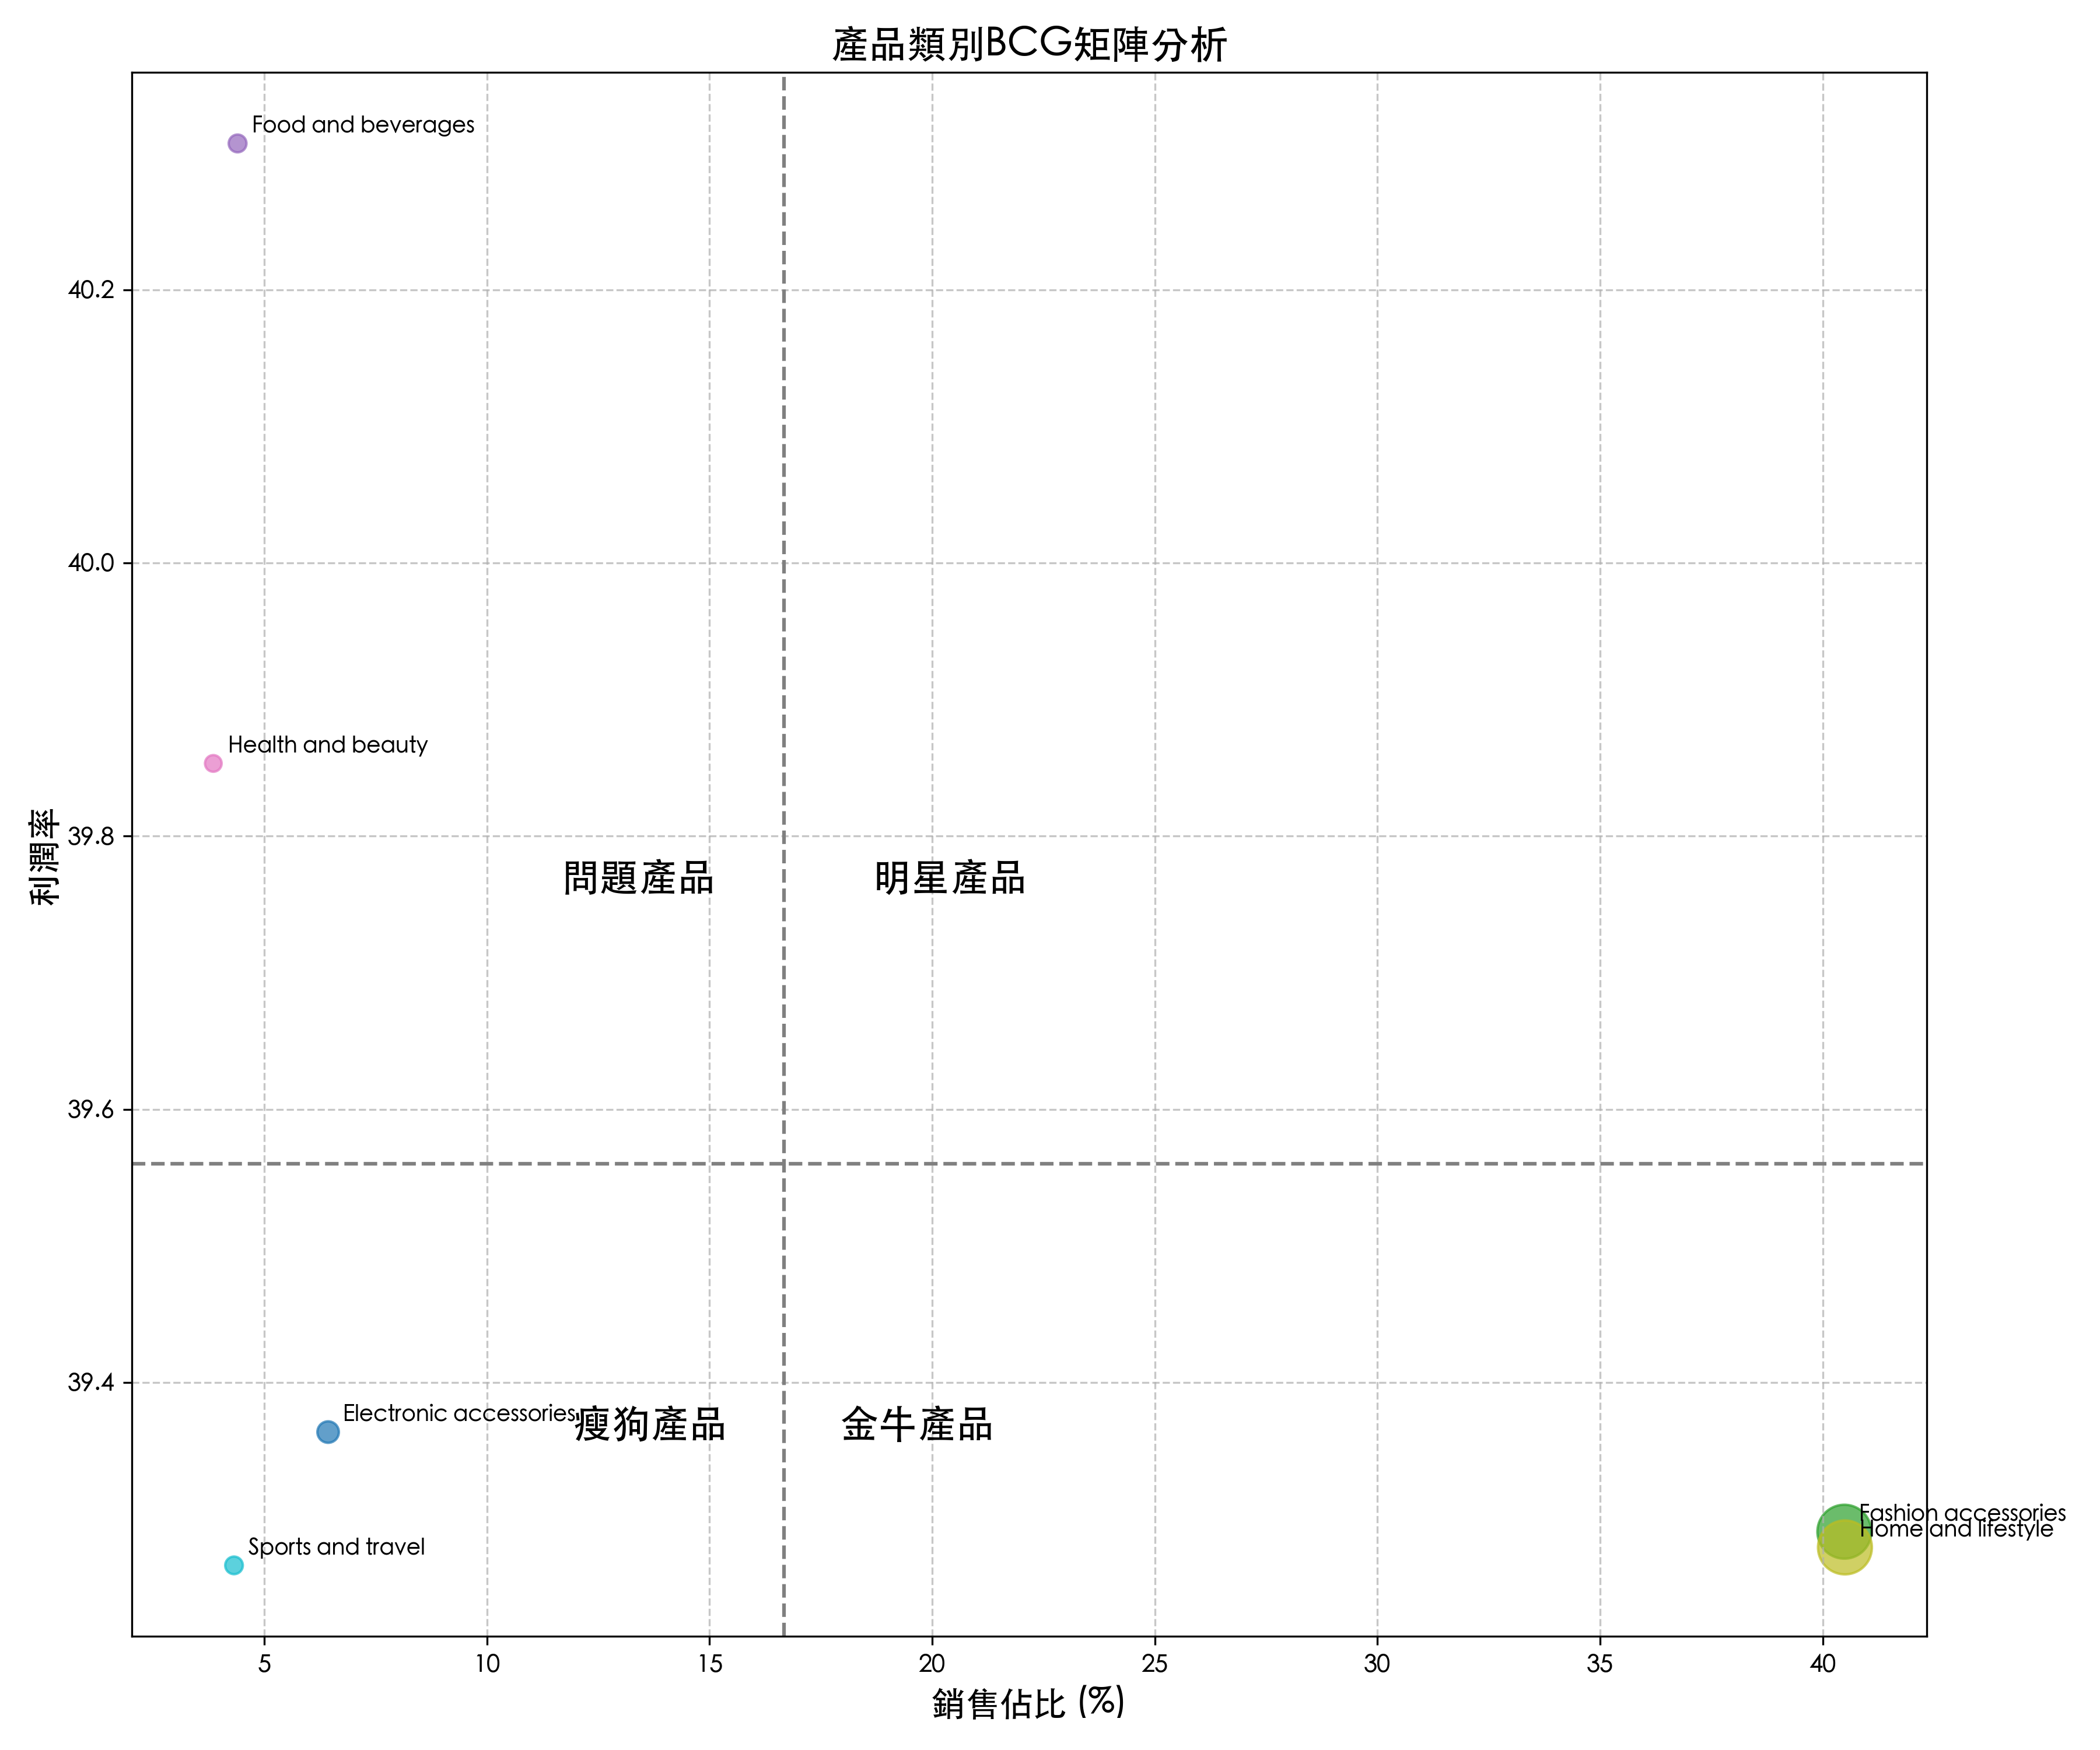 產品類別BCG矩陣分析
Food and beverages
40.2
40.0
Health and beauty
39.8
問題產品
明星產品
利潤率
39.6
39.4
Electronic accessories
瘦狗產品
金牛產品
Fashion accessories
Home and lifestyle
Sports and travel
5 10 15 20 25 30 35 40
銷售佔比 (%)